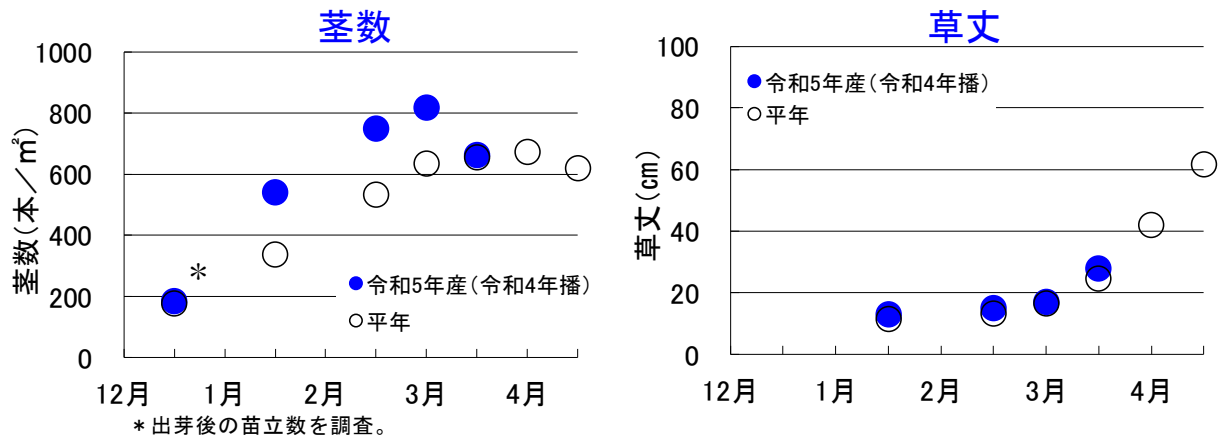 茎数
1000
800
600
400
200
0
茎数(本/㎡)
*
●令和5年産(令和4年播)
○平年
12月 1月 2月 3月 4月
*出芽後の苗立数を調査。
草丈
100
80
60
40
20
0
草丈(cm)
●令和5年産(令和4年播)
○平年
12月 1月 2月 3月 4月